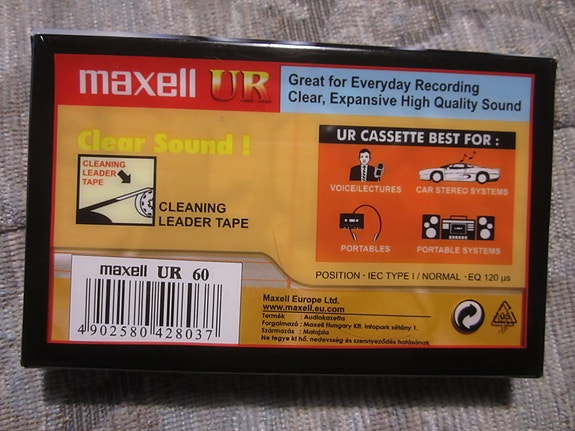 maxell UR
Great for Everyday Recording
Clear, Expansive High Quality Sound
Clear Sound !
CLEANING
LEADER
TAPE
CLEANING
LEADER TAPE
UR CASSETTE BEST FOR :
VOICE/LECTURES
CAR STEREO SYSTEMS
PORTABLES
PORTABLE SYSTEMS
POSITION · IEC TYPE I / NORMAL · EQ 120 µs
maxell UR 60
4 902580 428037
Maxell Europe Ltd.
www.maxell.eu.com
Termék : Audiokazetta
Forgalmazó : Maxell Hungary Kft. Infopark sétány 1.
Származás : Malajzia
Ne tegye ki hő, nedvesség és szennyeződés hatásának